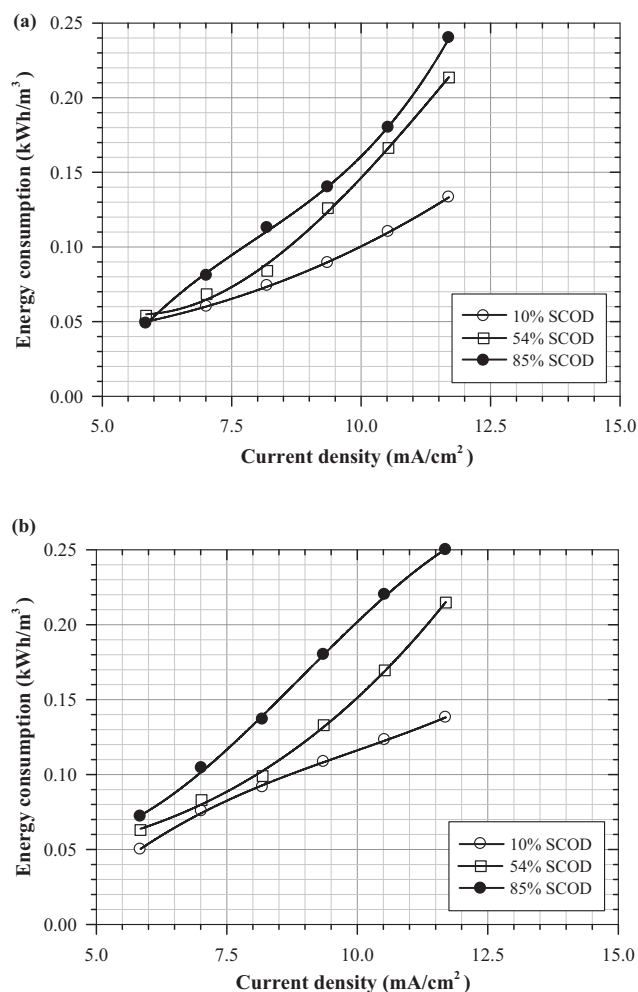 (a)
0.25
0.20
0.15
0.10
0.05
0.00
Energy consumption (kWh/m³)
10% SCOD
54% SCOD
85% SCOD
5.0 7.5 10.0 12.5 15.0
Current density (mA/cm²)
(b)
0.25
0.20
0.15
0.10
0.05
0.00
Energy consumption (kWh/m³)
10% SCOD
54% SCOD
85% SCOD
5.0 7.5 10.0 12.5 15.0
Current density (mA/cm²)